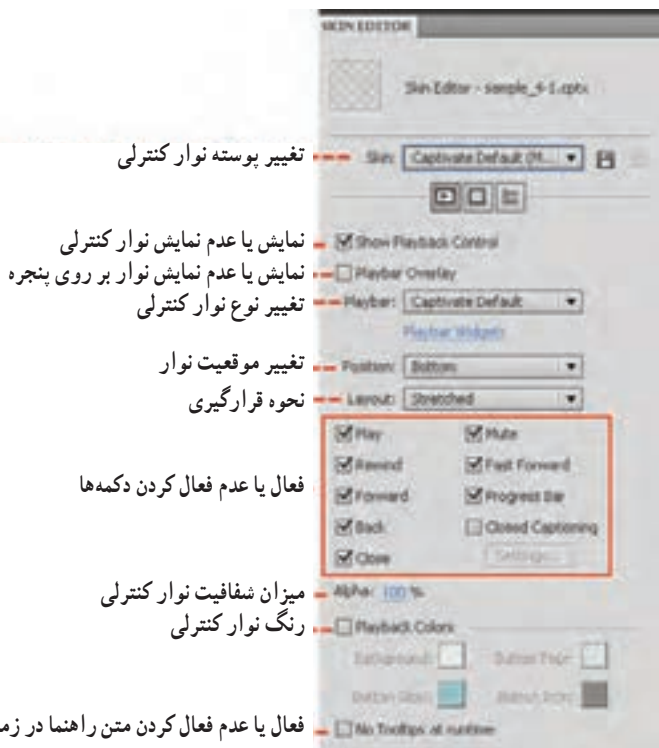 SKIN EDITOR
Skin Editor - sample_4-1.cptx
تغییر پوسته نوار کنترلی
Skin: Captivate Default (M...
نمایش یا عدم نمایش نوار کنترلی
Show Playback Control
نمایش یا عدم نمایش نوار بر روی پنجره
Playbar Overlay
تغییر نوع نوار کنترلی
Playbar: Captivate Default
Playbar Widgets
تغییر موقعیت نوار
Position: Bottom
نحوه قرارگیری
Layout: Stretched
Play Mute
Rewind Fast Forward
فعال یا عدم فعال کردن دکمه‌ها
Forward Progress Bar
Back Closed Captioning
Close Settings...
میزان شفافیت نوار کنترلی
Alpha: 100 %
رنگ نوار کنترلی
Playback Colors
Background: Button Face:
Button Glow: Button Icon:
فعال یا عدم فعال کردن متن راهنما در
No Tooltips at runtime